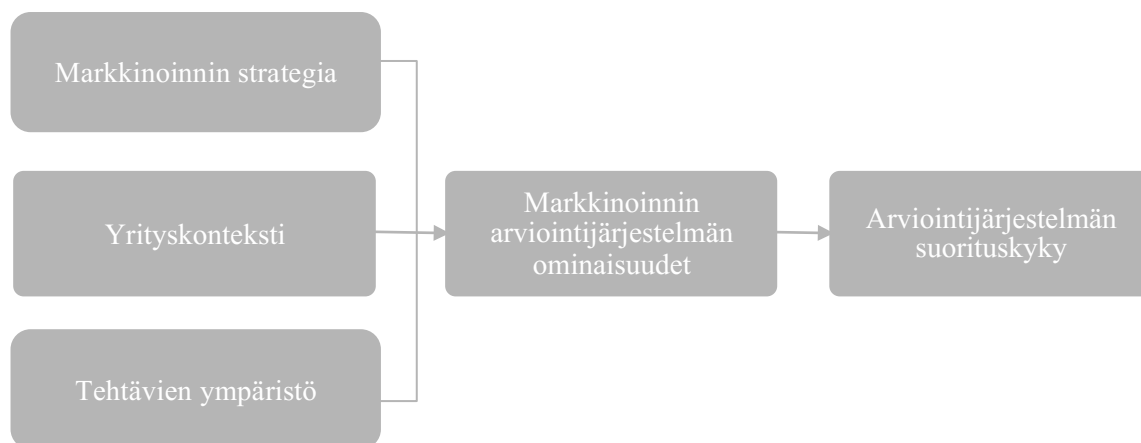 Markkinoinnin strategia
Yrityskonteksti
Tehtävien ympäristö
Markkinoinnin
arviointijärjestelmän
ominaisuudet
Arviointijärjestelmän
suorituskyky